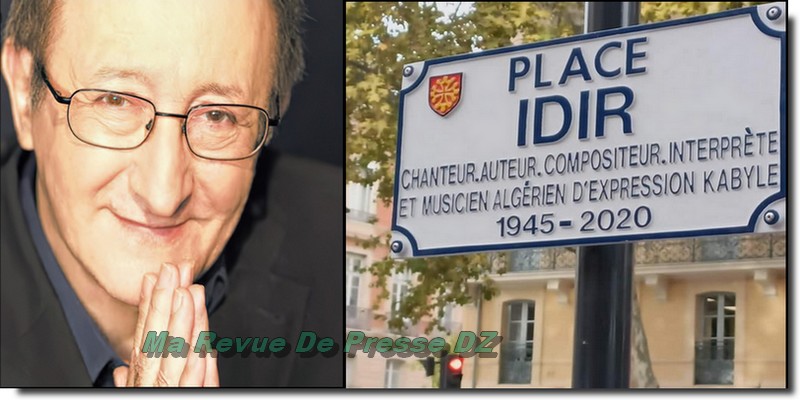 PLACE
IDIR
CHANTEUR.AUTEUR.COMPOSITEUR.INTERPRÈTE
ET MUSICIEN ALGÉRIEN D'EXPRESSION KABYLE
1945-2020
Ma Revue De Presse DZ